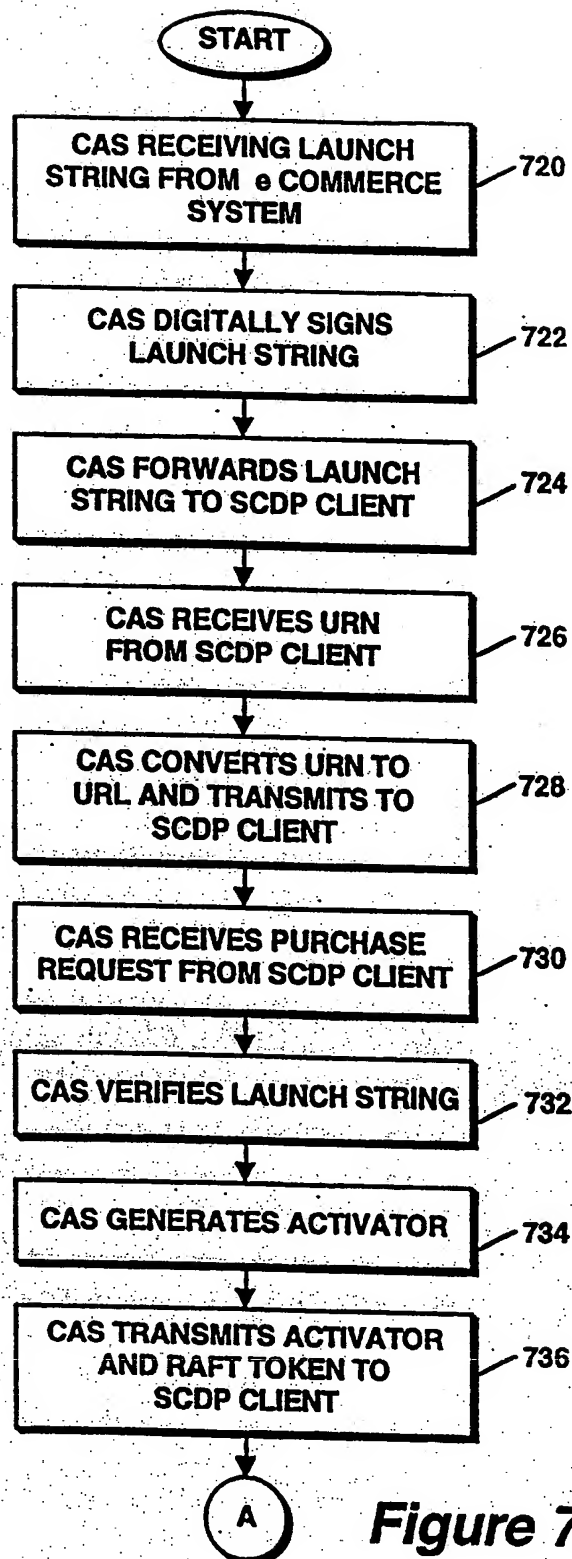 START
CAS RECEIVING LAUNCH
STRING FROM e COMMERCE
SYSTEM
720
CAS DIGITALLY SIGNS
LAUNCH STRING
722
CAS FORWARDS LAUNCH
STRING TO SCDP CLIENT
724
CAS RECEIVES URN
FROM SCDP CLIENT
726
CAS CONVERTS URN TO
URL AND TRANSMITS TO
SCDP CLIENT
728
CAS RECEIVES PURCHASE
REQUEST FROM SCDP CLIENT
730
CAS VERIFIES LAUNCH STRING
732
CAS GENERATES ACTIVATOR
734
CAS TRANSMITS ACTIVATOR
AND RAFT TOKEN TO
SCDP CLIENT
736
A
Figure 7